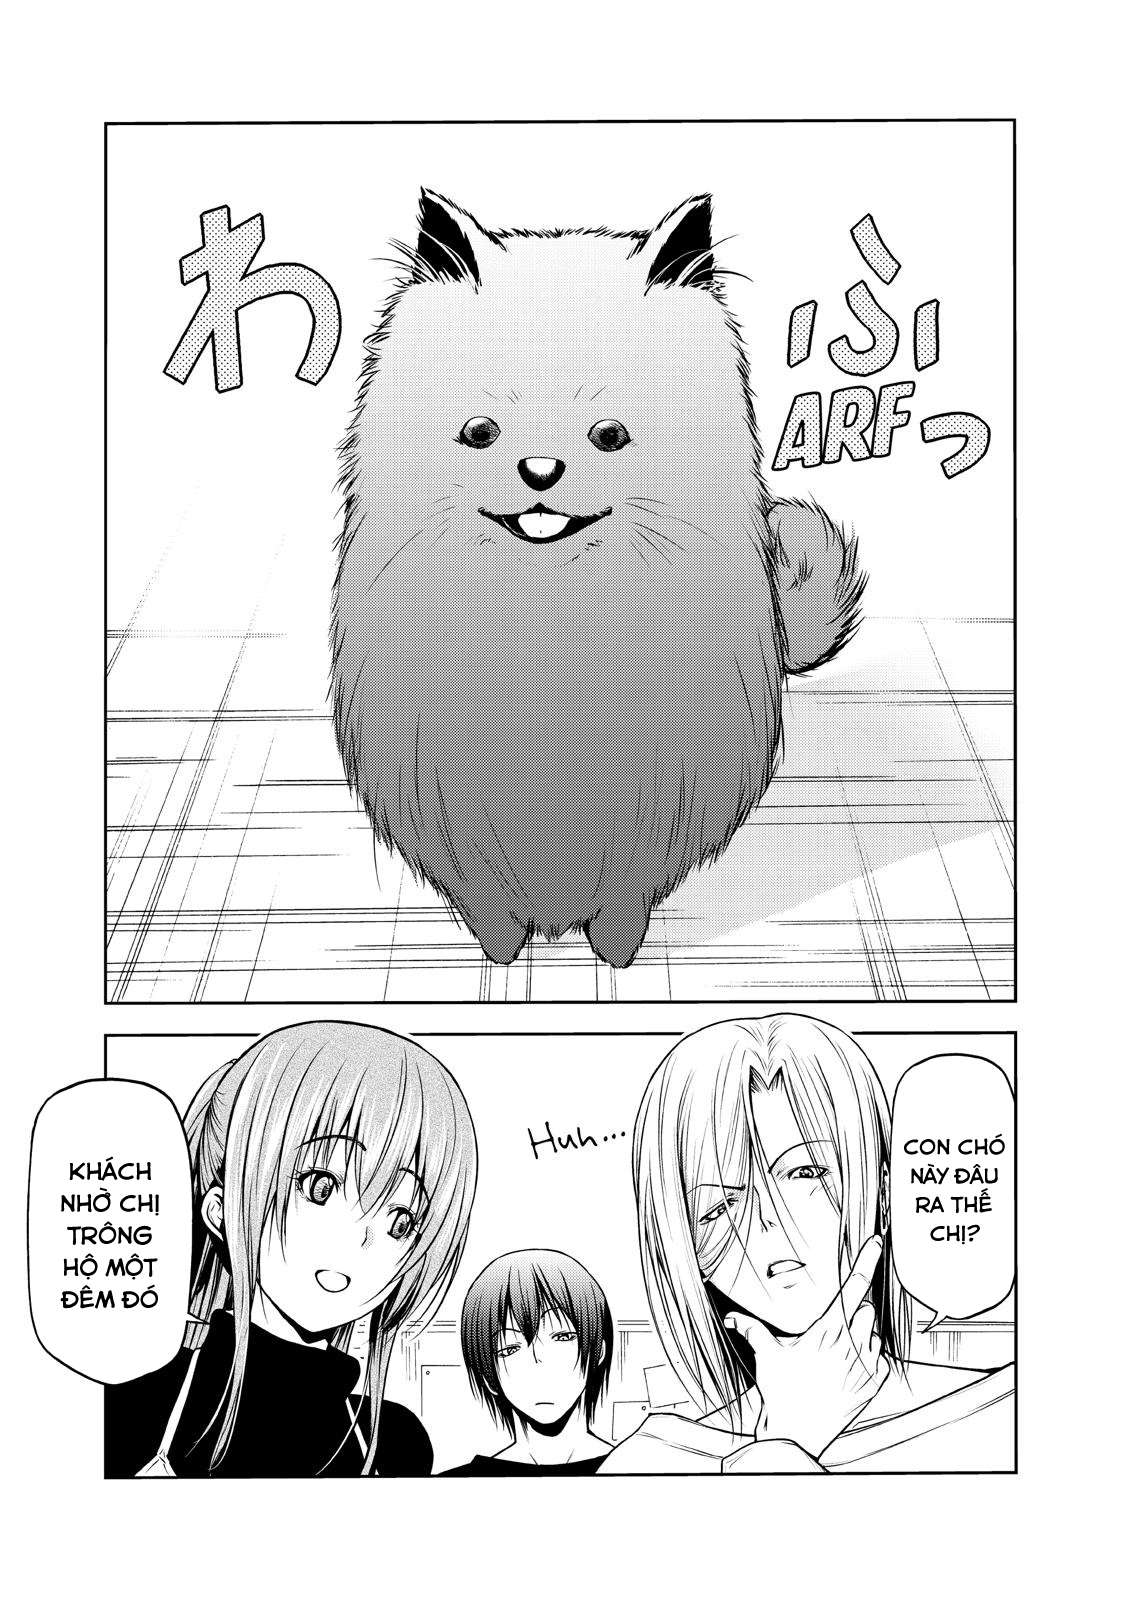 わ
ふ
っ
ARF
CON CHÓ
NÀY ĐÂU
RA THẾ
CHỊ?
Huh...
KHÁCH
NHỜ CHỊ
TRÔNG
HỘ MỘT
ĐÊM ĐÓ